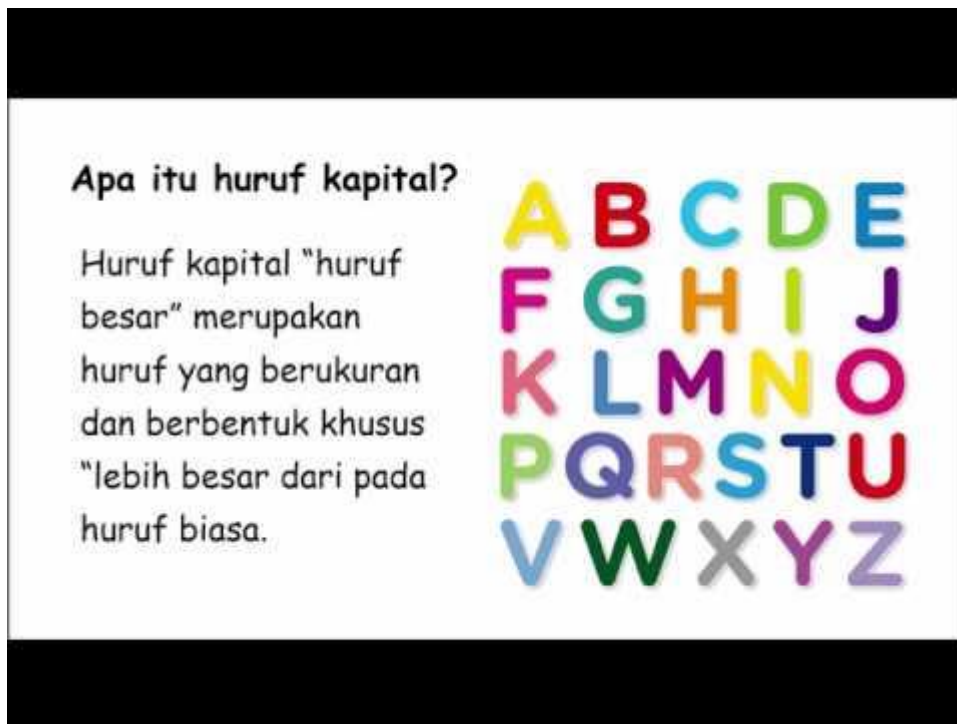 Apa itu huruf kapital?
Huruf kapital “huruf
besar” merupakan
huruf yang berukuran
dan berbentuk khusus
“lebih besar dari pada
huruf biasa.
A B C D E
F G H I J
K L M N O
P Q R S T U
V W X Y Z